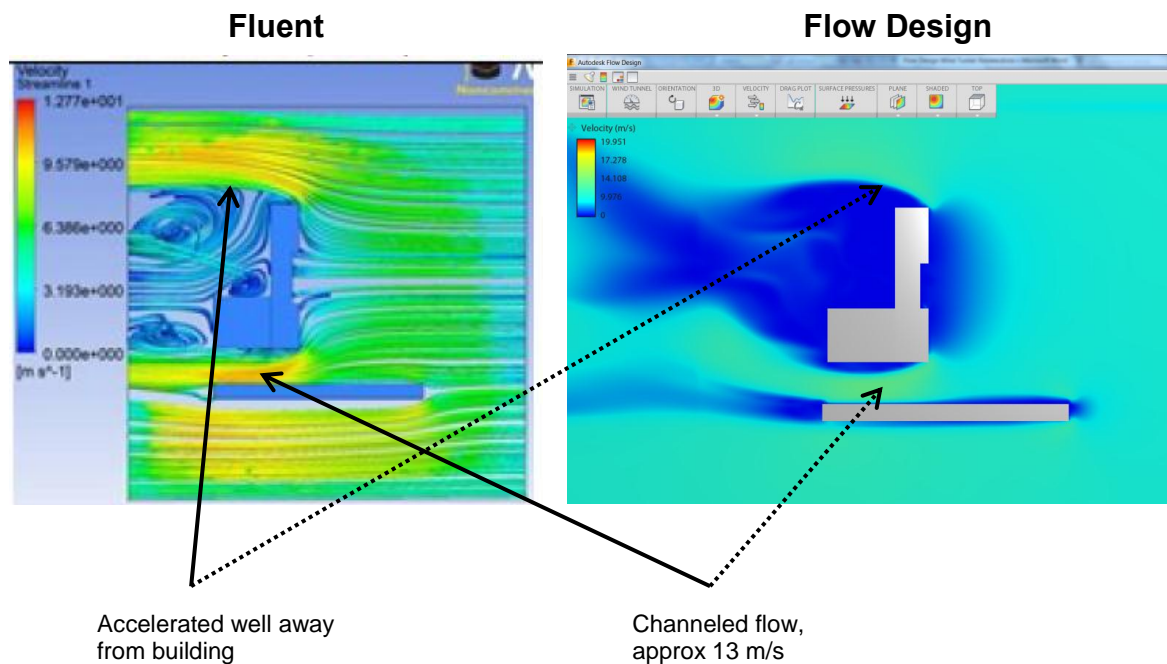 Fluent
Flow Design
Velocity
Streamline 1
1.277e+001
9.579e+000
6.386e+000
3.193e+000
0.000e+000
[m s^-1]
Autodesk Flow Design
SIMULATION WIND TUNNEL ORIENTATION 3D VELOCITY DRAG PLOT SURFACE PRESSURES PLANE SHADED TOP
Velocity (m/s)
19.951
17.278
14.108
9.976
0
Accelerated well away
from building
Channeled flow,
approx 13 m/s